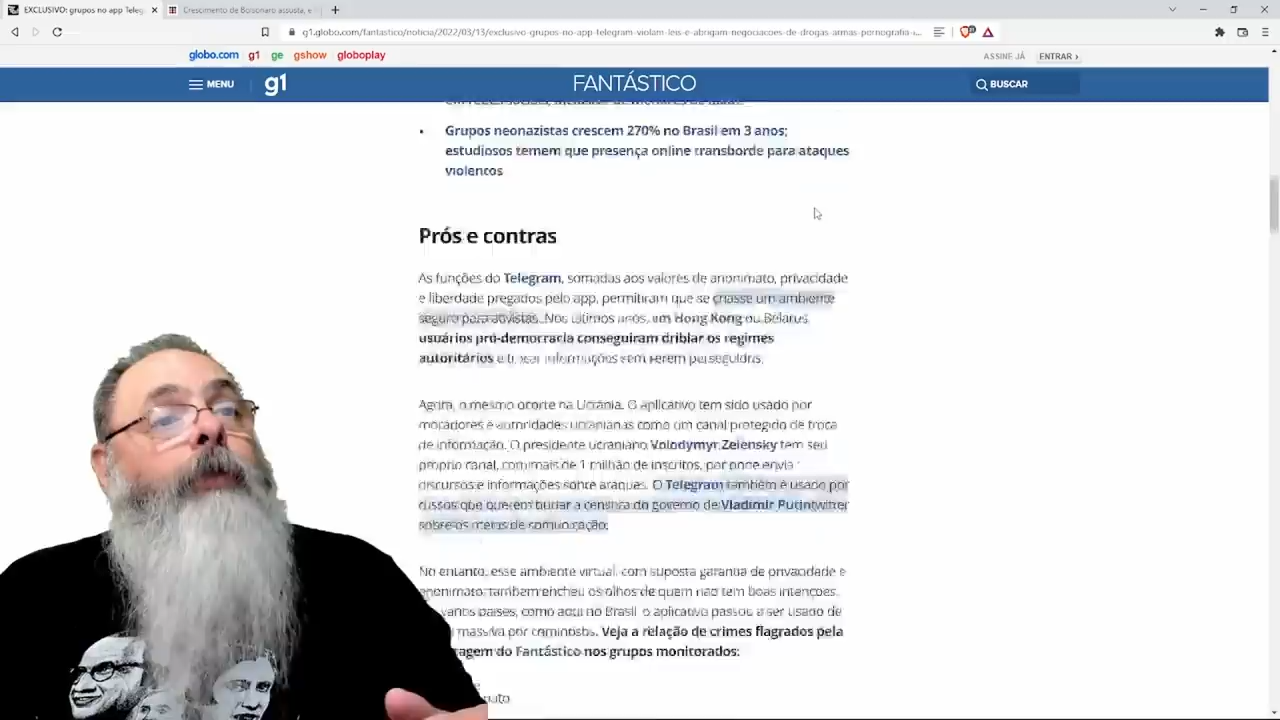 EXCLUSIVO: grupos no app Teleg
Crescimento de Bolsonaro assusta, e
g1.globo.com/fantastico/noticia/2022/03/13/exclusivo-grupos-no-app-telegram-violam-leis-e-abrigam-negociacoes-de-drogas-armas-pornografia-i...
globo.com g1 ge gshow globoplay
ASSINE JÁ ENTRAR ›
MENU g1 FANTÁSTICO BUSCAR
Grupos neonazistas crescem 270% no Brasil em 3 anos;
estudiosos temem que presença online transborde para ataques
violentos
Prós e contras
As funções do Telegram, somadas aos valores de anonimato, privacidade
e liberdade pregados pelo app, permitiram que se criasse um ambiente
seguro para ativistas. Nos últimos anos, em Hong Kong ou Belarus,
usuários pró-democracia conseguiram driblar os regimes
autoritários e trocar informações sem serem perseguidos.
Agora, o mesmo ocorre na Ucrânia. O aplicativo tem sido usado por
moradores e autoridades ucranianas como um canal protegido de troca
de informação. O presidente ucraniano Volodymyr Zelensky tem seu
próprio canal, com mais de 1 milhão de inscritos, por onde envia
discursos e informações sobre ataques. O Telegram também é usado por
russos que querem burlar a censura do governo de Vladimir Putin
sobre os meios de comunicação.
No entanto, esse ambiente virtual com suposta garantia de privacidade e
anonimato também encheu os olhos de quem não tem boas intenções.
vários países, como aqui no Brasil o aplicativo passou a ser usado de
massiva por criminosos. Veja a relação de crimes flagrados pela
do Fantástico nos grupos monitorados: